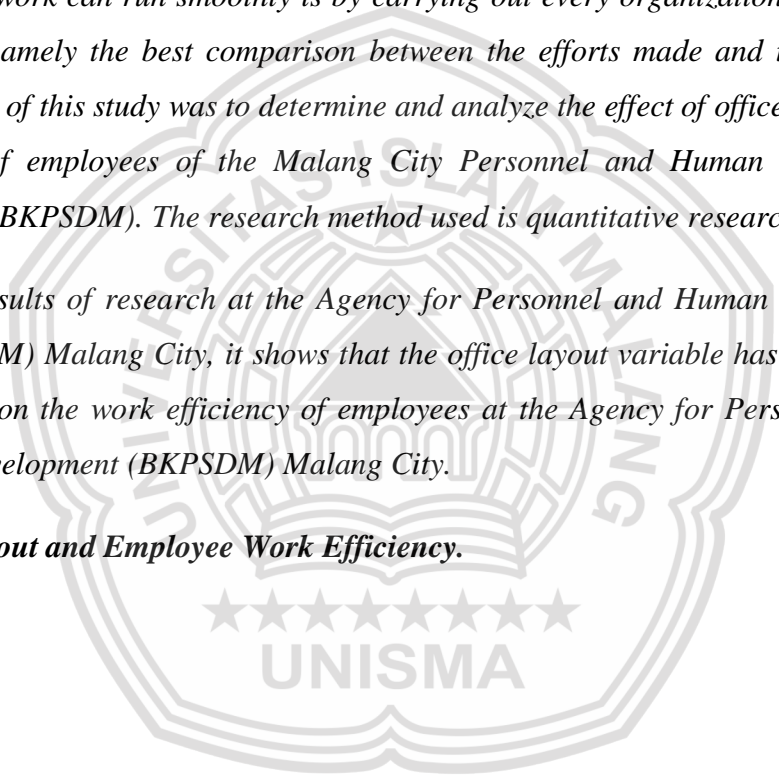 work can run smoothly is by carrying out every organization
amely the best comparison between the efforts made and
of this study was to determine and analyze the effect of office
f employees of the Malang City Personnel and Human
BKPSDM). The research method used is quantitative researc
sults of research at the Agency for Personnel and Human
M) Malang City, it shows that the office layout variable has
on the work efficiency of employees at the Agency for Pers
velopment (BKPSDM) Malang City.
out and Employee Work Efficiency.
UNIVERSITAS ISLAM MALANG
UNISMA